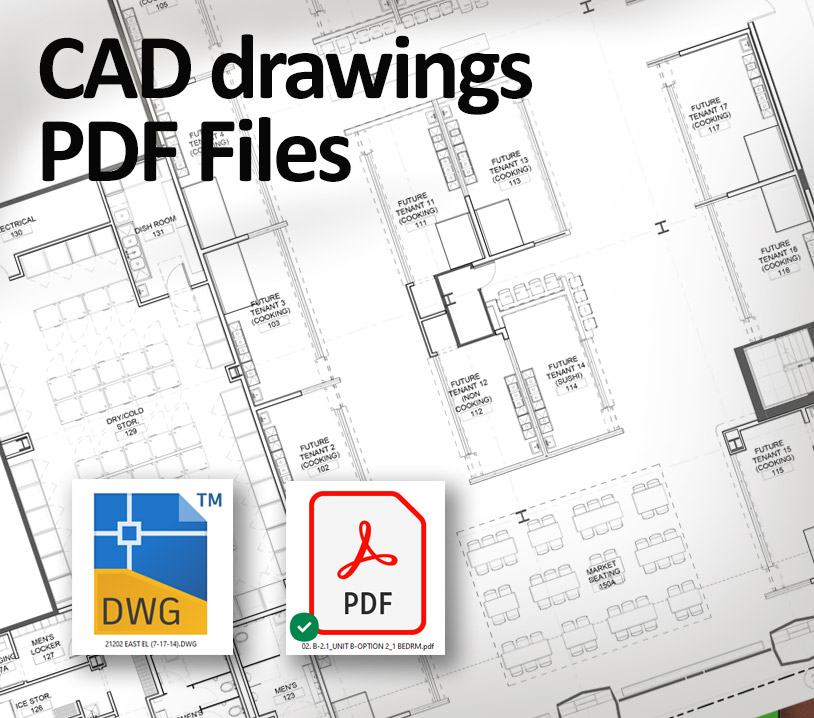 105
CAD drawings
PDF Files
FUTURE
TENANT 17
(COOKING)
117
FUTURE
TENANT 13
(COOKING)
113
FUTURE
TENANT 11
(COOKING)
111
DISH ROOM
131
ECTRICAL
130
FUTURE
TENANT 16
(COOKING)
116
FUTURE
TENANT 3
(COOKING)
103
FUTURE
TENANT 12
(NON
COOKING)
112
FUTURE
TENANT 14
(SUSHI)
114
DRY/COLD
STOR.
129
FUTURE
TENANT 2
(COOKING)
102
FUTURE
TENANT 15
(COOKING)
115
TM
DWG
21202 EAST EL (7-17-14).DWG
PDF
02. B-2.1_UNIT B-OPTION 2_1 BEDRM.pdf
MARKET
SEATING
150A
MEN'S
LOCKER
127
ICE STOR.
126
MEN'S
123